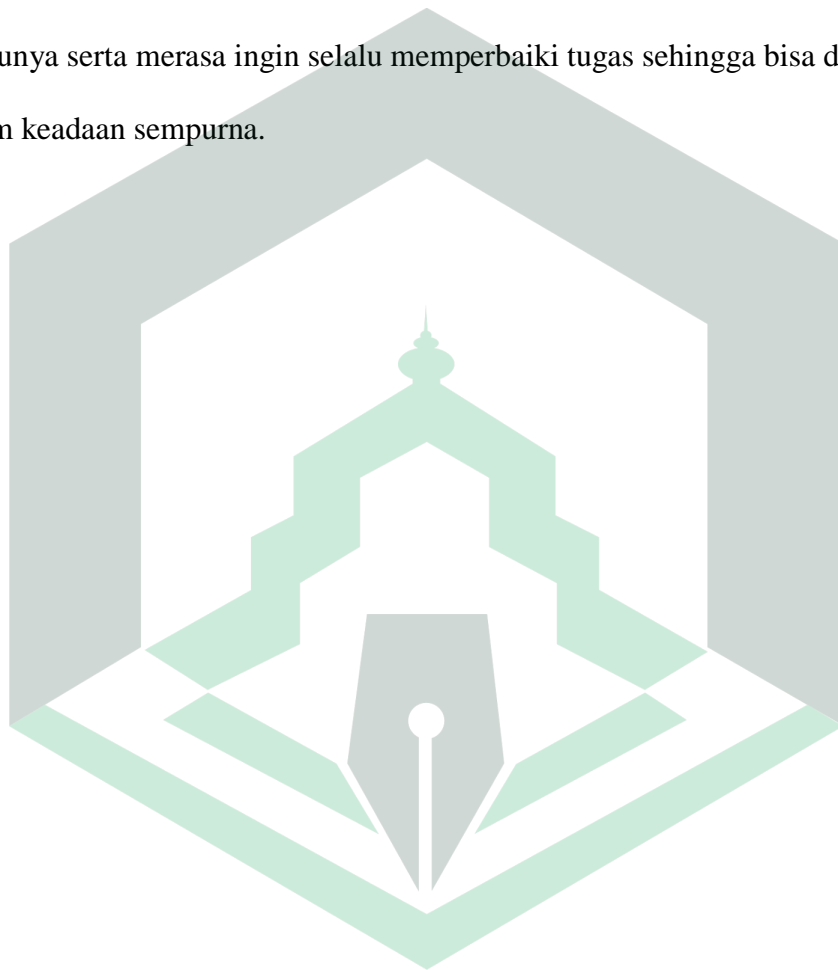 unya serta merasa ingin selalu memperbaiki tugas sehingga bisa d
m keadaan sempurna.